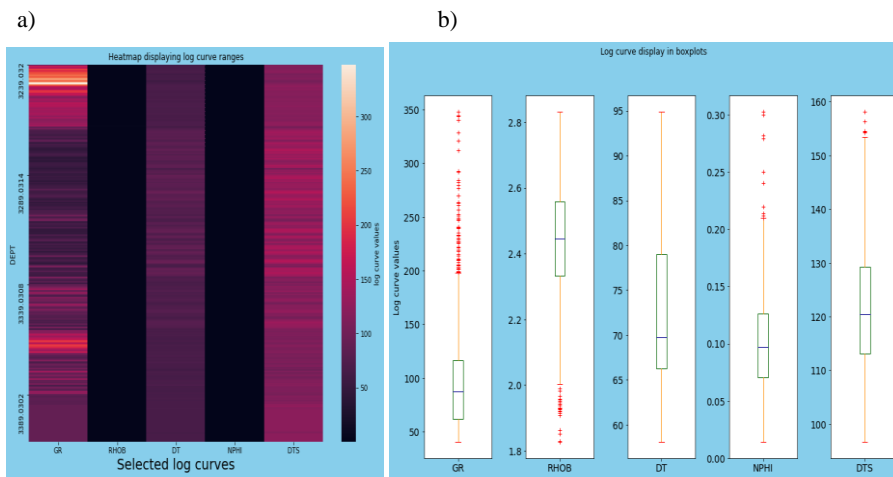 a)
b)
Heatmap displaying log curve ranges
3239.032
3289.0314
3339.0308
3389.0302
DEPT
GR
RHOB
DT
NPHI
DTS
Selected log curves
300
250
200
150
100
50
log curve values
Log curve display in boxplots
Log curve values
350
300
250
200
150
100
50
GR
2.8
2.6
2.4
2.2
2.0
1.8
RHOB
95
90
85
80
75
70
65
60
DT
0.30
0.25
0.20
0.15
0.10
0.05
0.00
NPHI
160
150
140
130
120
110
100
DTS